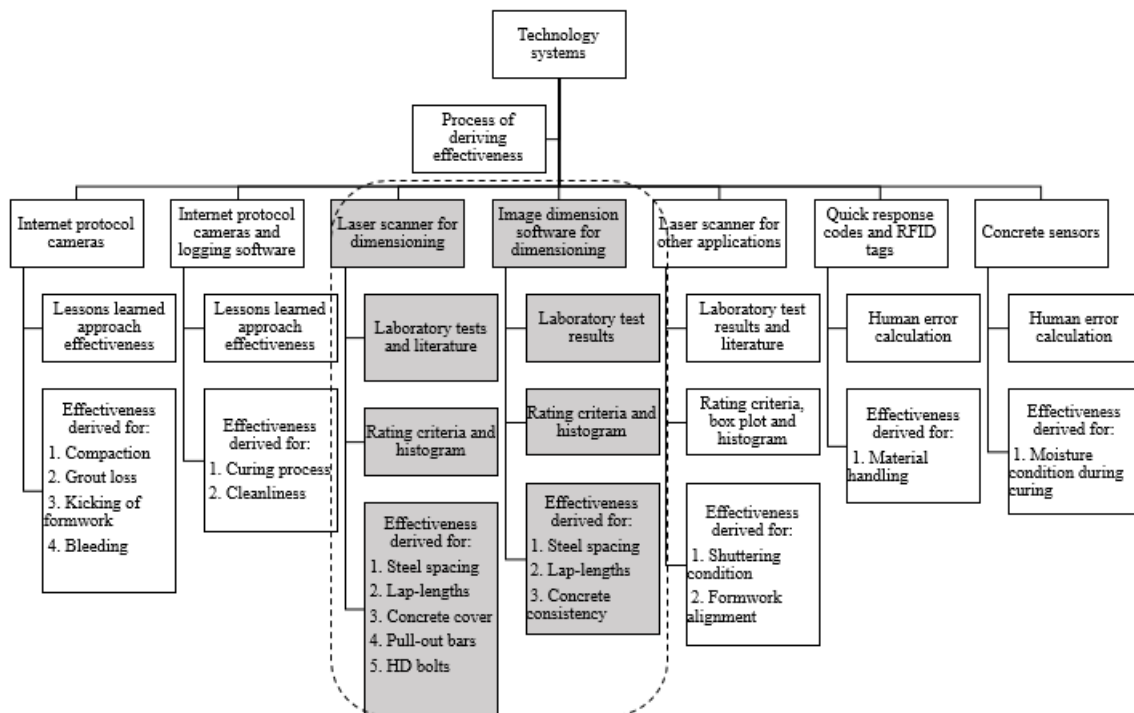 Technology
systems
Process of
deriving
effectiveness
Internet protocol
cameras
Internet protocol
cameras and
logging software
Laser scanner for
dimensioning
Image dimension
software for
dimensioning
Laser scanner for
other applications
Quick response
codes and RFID
tags
Concrete sensors
Lessons learned
approach
effectiveness
Lessons learned
approach
effectiveness
Laboratory tests
and literature
Laboratory test
results
Laboratory test
results and
literature
Human error
calculation
Human error
calculation
Effectiveness
derived for:
1. Compaction
2. Grout loss
3. Kicking of
formwork
4. Bleeding
Effectiveness
derived for:
1. Curing process
2. Cleanliness
Rating criteria and
histogram
Rating criteria and
histogram
Rating criteria,
box plot and
histogram
Effectiveness
derived for:
1. Material
handling
Effectiveness
derived for:
1. Moisture
condition during
curing
Effectiveness
derived for:
1. Steel spacing
2. Lap-lengths
3. Concrete cover
4. Pull-out bars
5. HD bolts
Effectiveness
derived for:
1. Steel spacing
2. Lap-lengths
3. Concrete
consistency
Effectiveness
derived for:
1. Shuttering
condition
2. Formwork
alignment